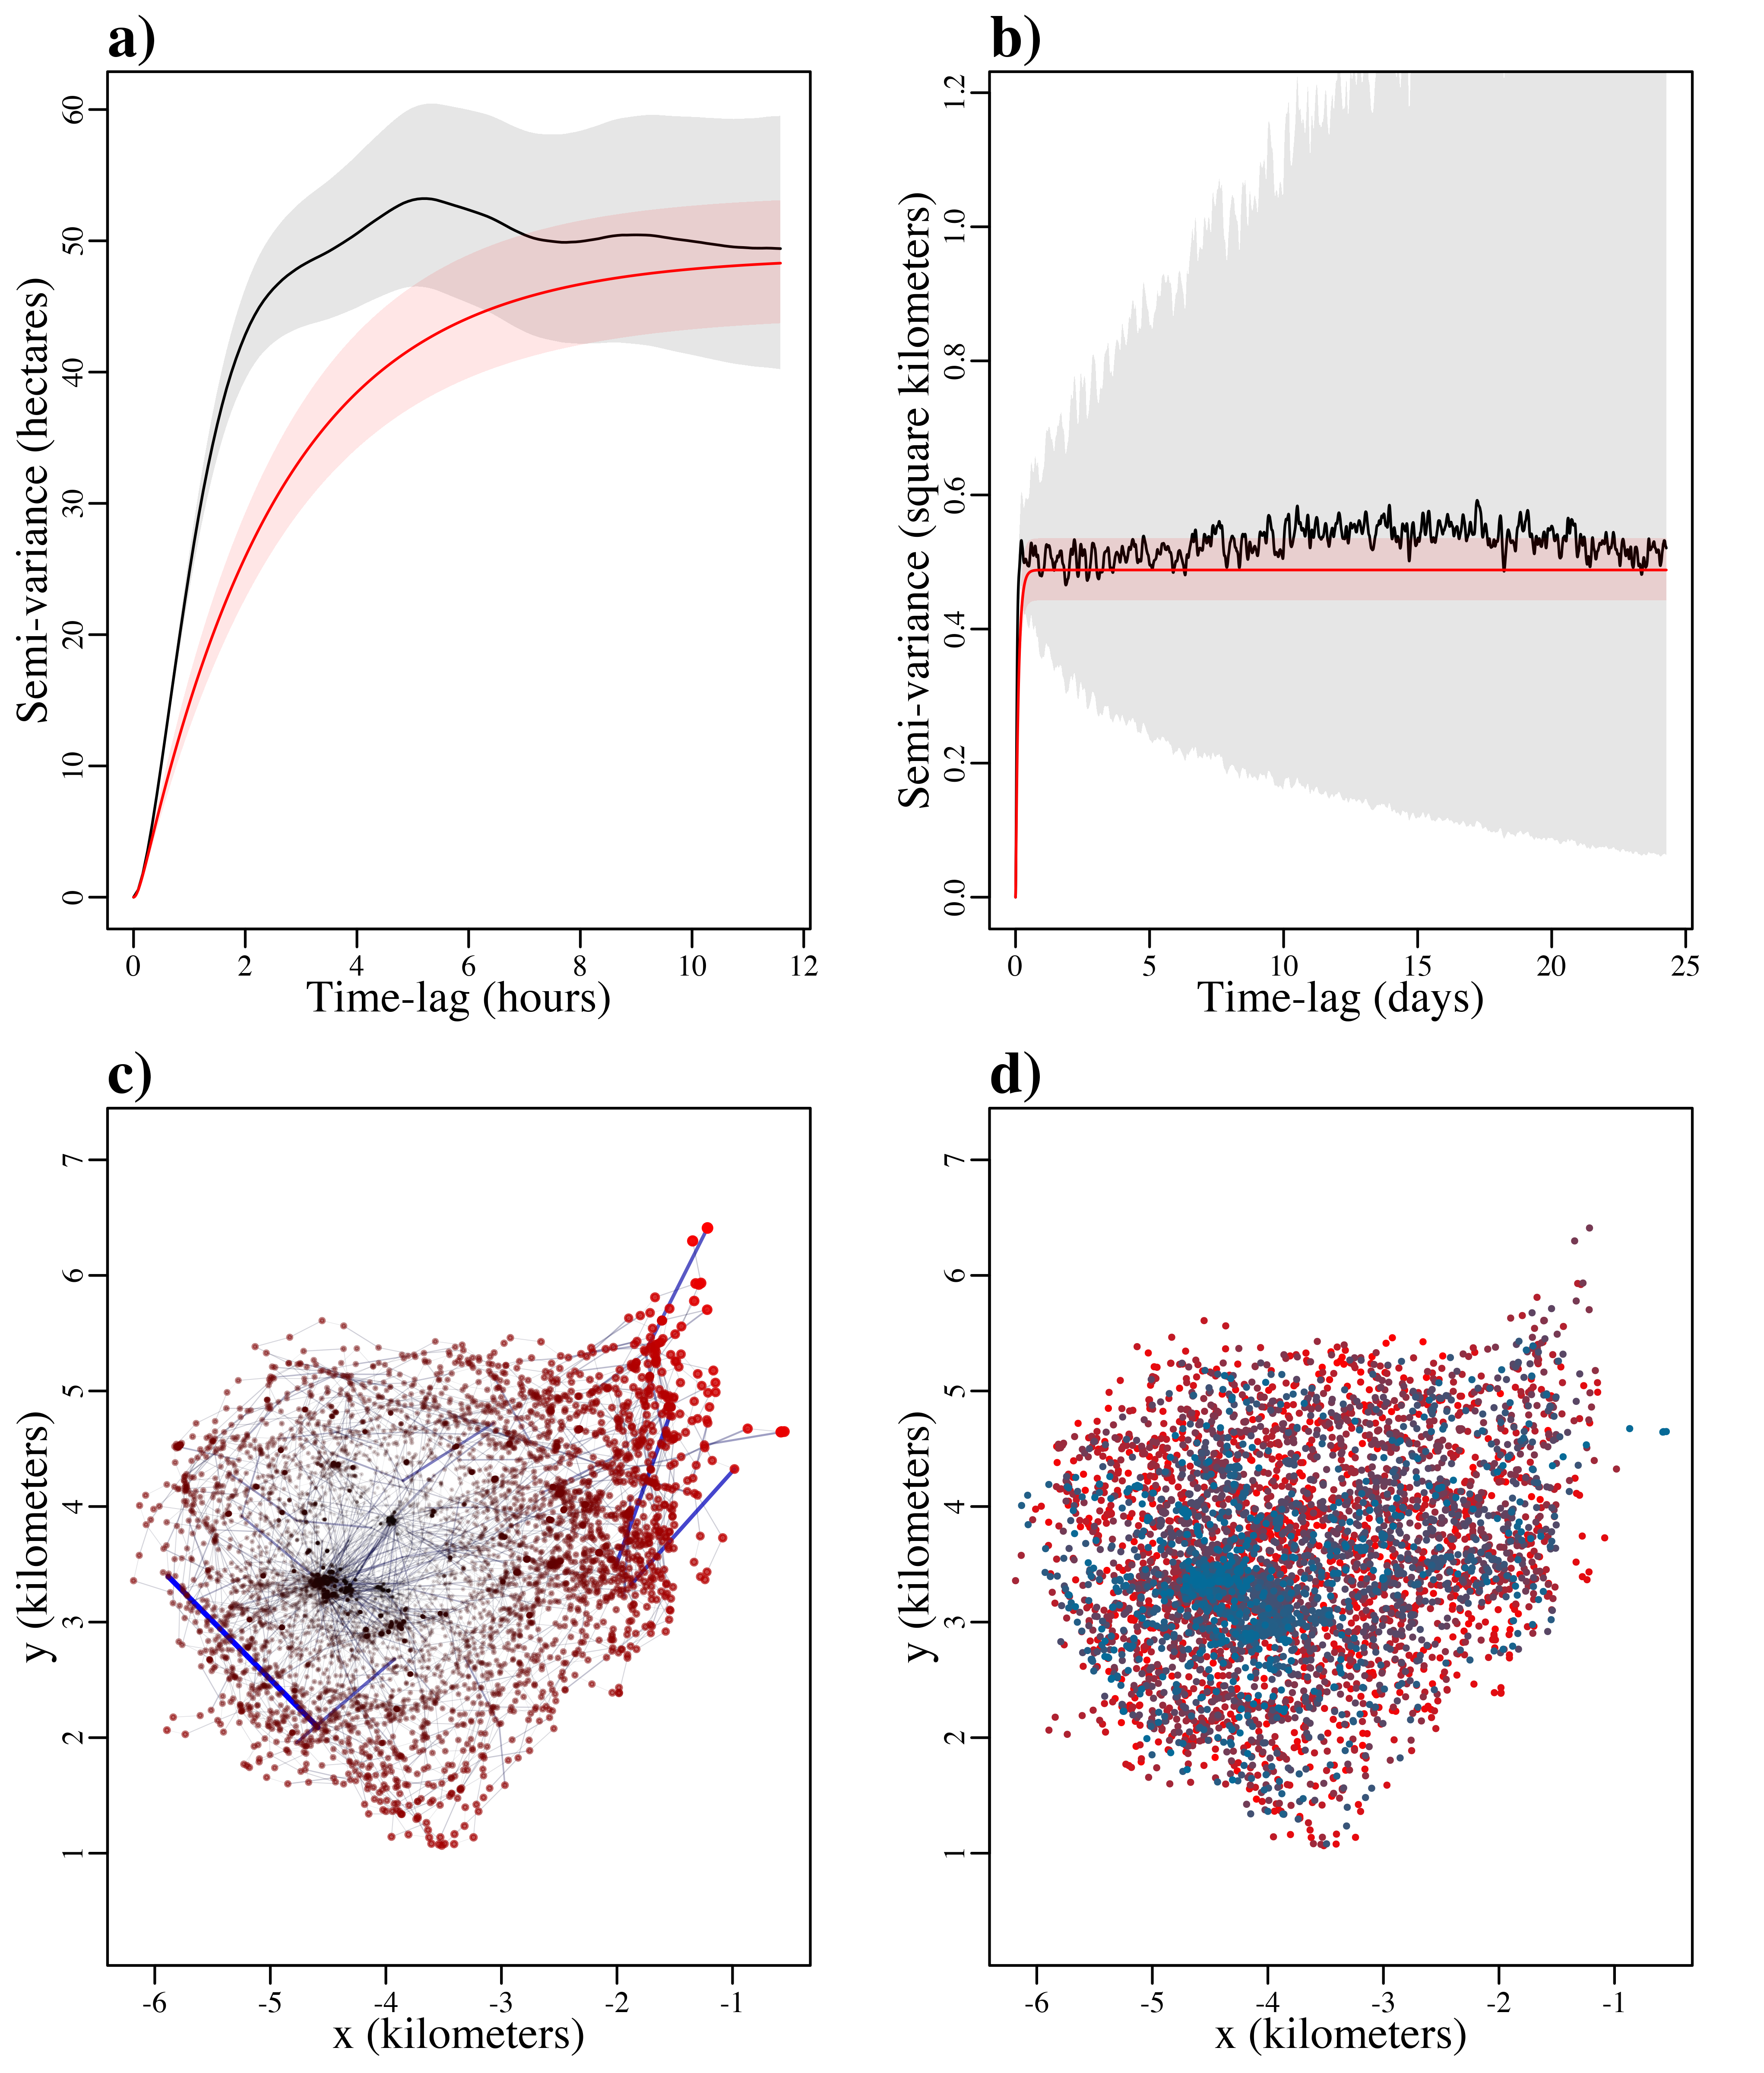 a)
Semi-variance (hectares)
0 10 20 30 40 50 60
0 2 4 6 8 10 12
Time-lag (hours)
b)
Semi-variance (square kilometers)
0.0 0.2 0.4 0.6 0.8 1.0 1.2
0 5 10 15 20 25
Time-lag (days)
c)
y (kilometers)
1 2 3 4 5 6 7
-6 -5 -4 -3 -2 -1
x (kilometers)
d)
y (kilometers)
1 2 3 4 5 6 7
-6 -5 -4 -3 -2 -1
x (kilometers)